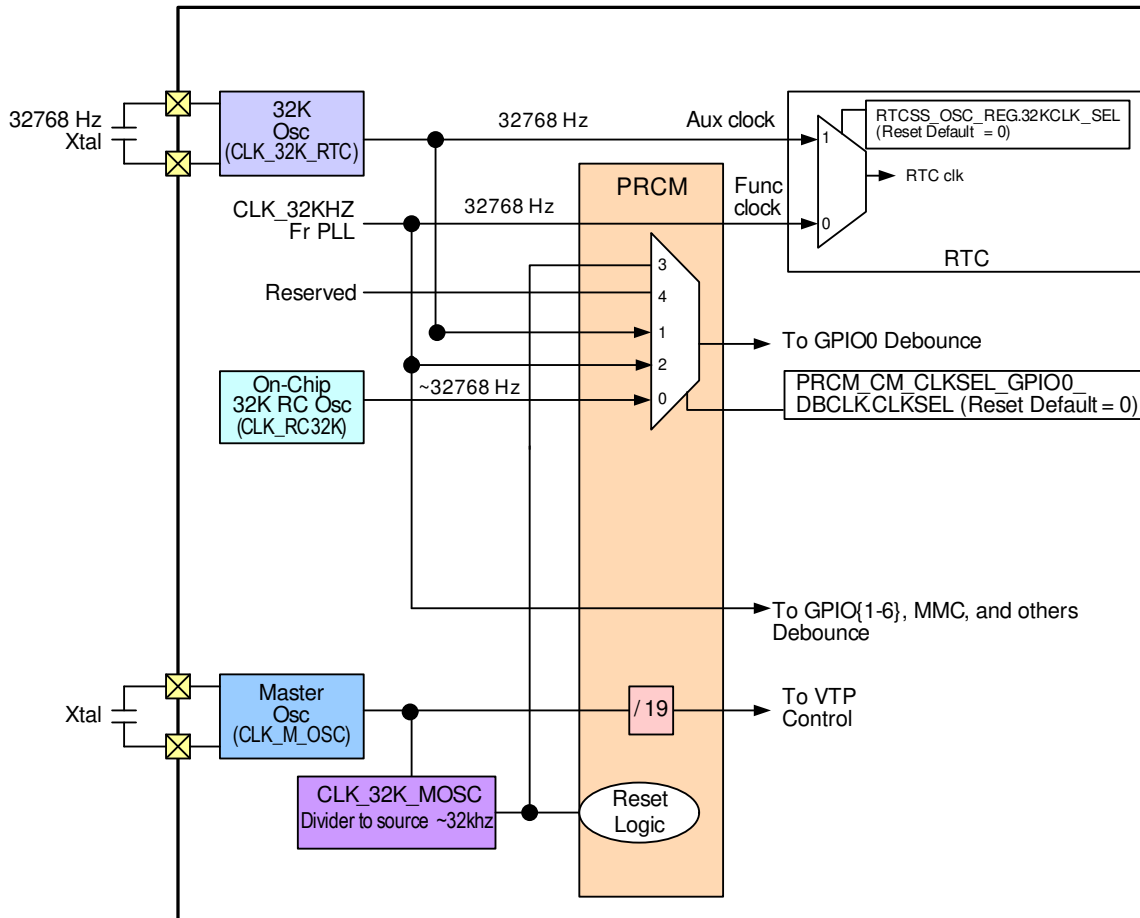 32768 Hz
Xtal
32K
Osc
(CLK_32K_RTC)
32768 Hz
Aux clock
RTCSS_OSC_REG.32KCLK_SEL
(Reset Default = 0)
1
RTC clk
0
RTC
PRCM
Func
clock
CLK_32KHZ
Fr PLL
32768 Hz
3
Reserved
4
1
To GPIO0 Debounce
2
On-Chip
32K RC Osc
(CLK_RC32K)
~32768 Hz
0
PRCM_CM_CLKSEL_GPIO0_
DBCLK.CLKSEL (Reset Default = 0)
To GPIO{1-6}, MMC, and others
Debounce
Xtal
Master
Osc
(CLK_M_OSC)
/ 19
To VTP
Control
CLK_32K_MOSC
Divider to source ~32khz
Reset
Logic